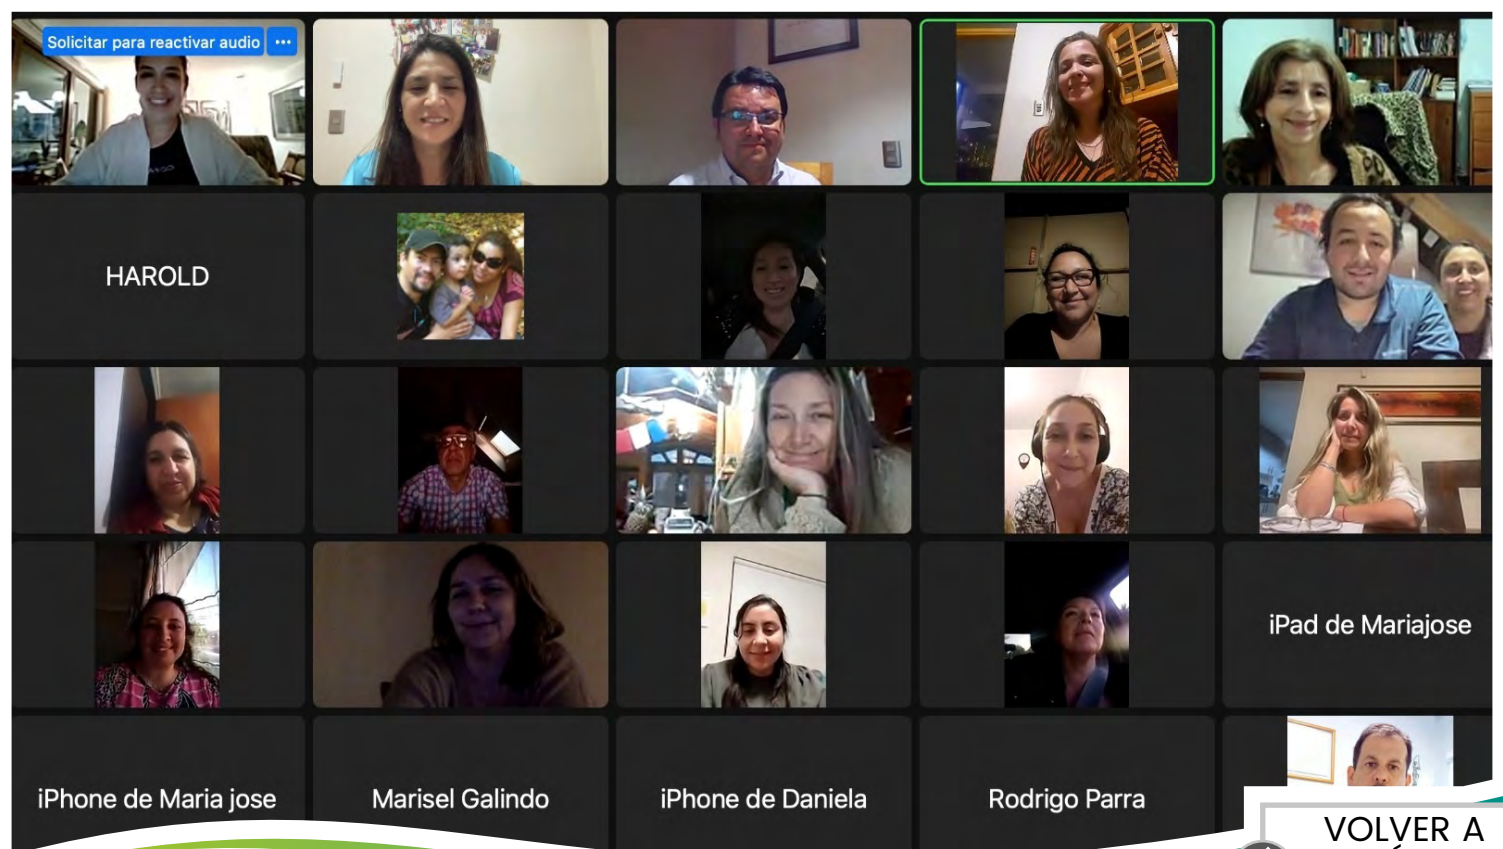 Solicitar para reactivar audio ...
HAROLD
iPad de Mariajose
iPhone de Maria jose
Marisel Galindo
iPhone de Daniela
Rodrigo Parra
VOLVER A